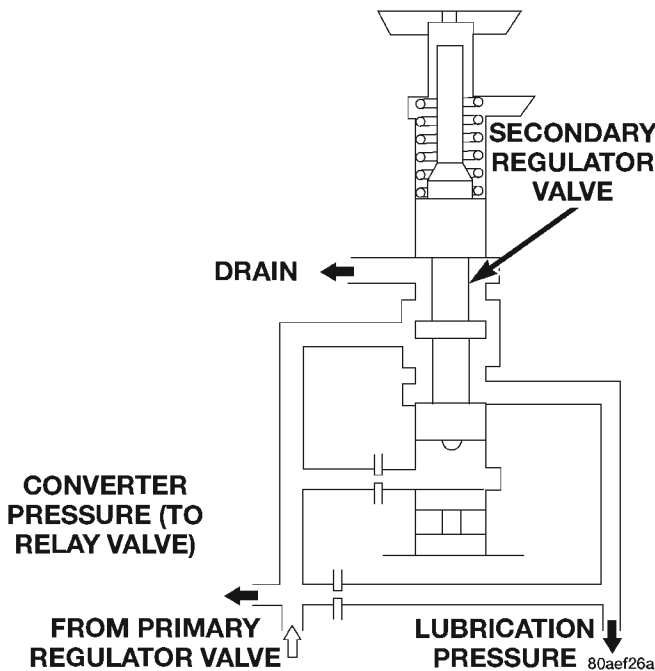 SECONDARY
REGULATOR
VALVE
DRAIN
CONVERTER
PRESSURE (TO
RELAY VALVE)
FROM PRIMARY
REGULATOR VALVE
LUBRICATION
PRESSURE
80aef26a